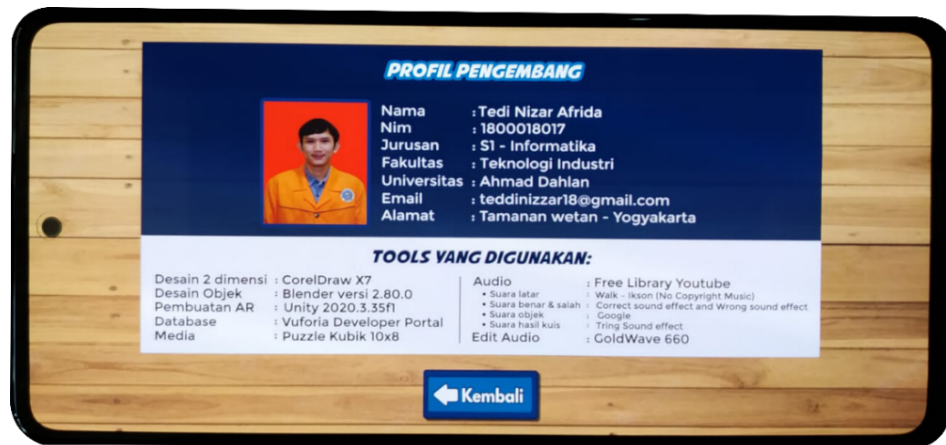 PROFIL PENGEMBANG
Nama : Tedi Nizar Afrida
Nim : 1800018017
Jurusan : S1 - Informatika
Fakultas : Teknologi Industri
Universitas : Ahmad Dahlan
Email : teddinizzar18@gmail.com
Alamat : Tamanan wetan - Yogyakarta
TOOLS YANG DIGUNAKAN:
Desain 2 dimensi : CorelDraw X7
Desain Objek : Blender versi 2.80.0
Pembuatan AR : Unity 2020.3.35f1
Database : Vuforia Developer Portal
Media : Puzzle Kubik 10x8
Audio : Free Library Youtube
• Suara latar : Walk - Ikson (No Copyright Music)
• Suara benar & salah : Correct sound effect and Wrong sound effect
• Suara objek : Google
• Suara hasil kuis : Tring Sound effect
Edit Audio : GoldWave 660
Kembali